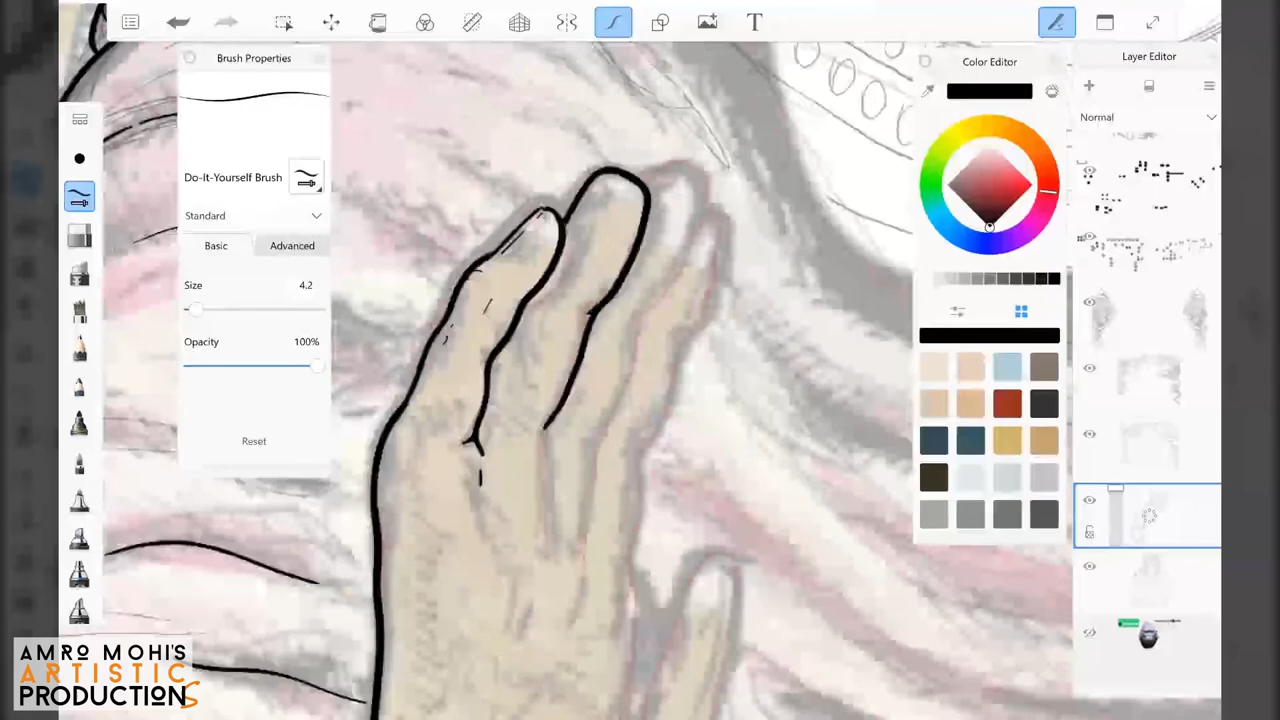 T
Brush Properties
Do-It-Yourself Brush
Standard
Basic
Advanced
Size
4.2
Opacity
100%
Reset
Color Editor
Layer Editor
Normal
AMRO MOHI'S
ARTISTIC
PRODUCTIONS